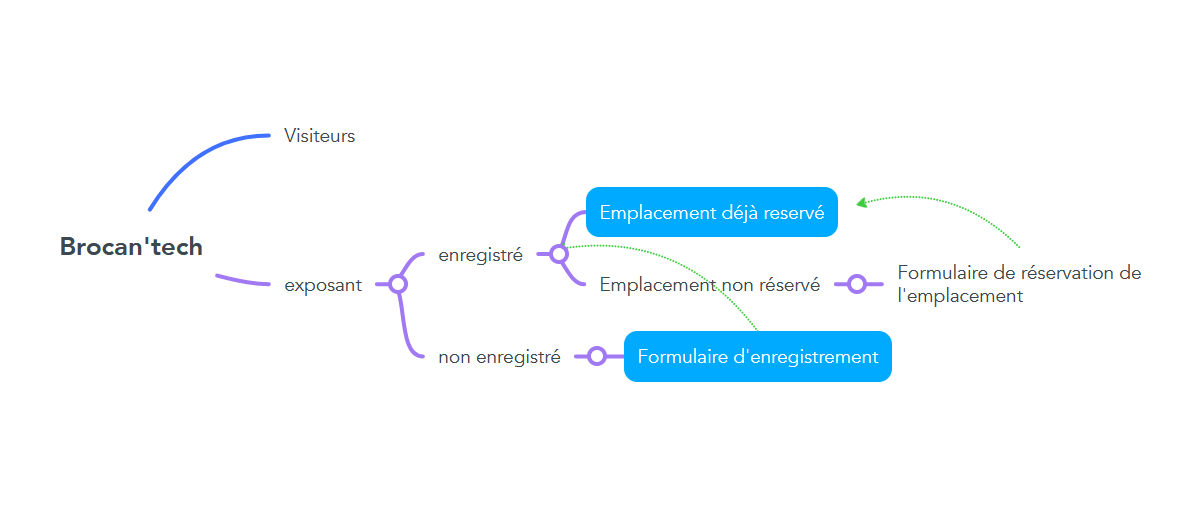 Visiteurs
Brocan'tech
exposant
enregistré
Emplacement déjà reservé
Emplacement non réservé
Formulaire de réservation de
l'emplacement
non enregistré
Formulaire d'enregistrement